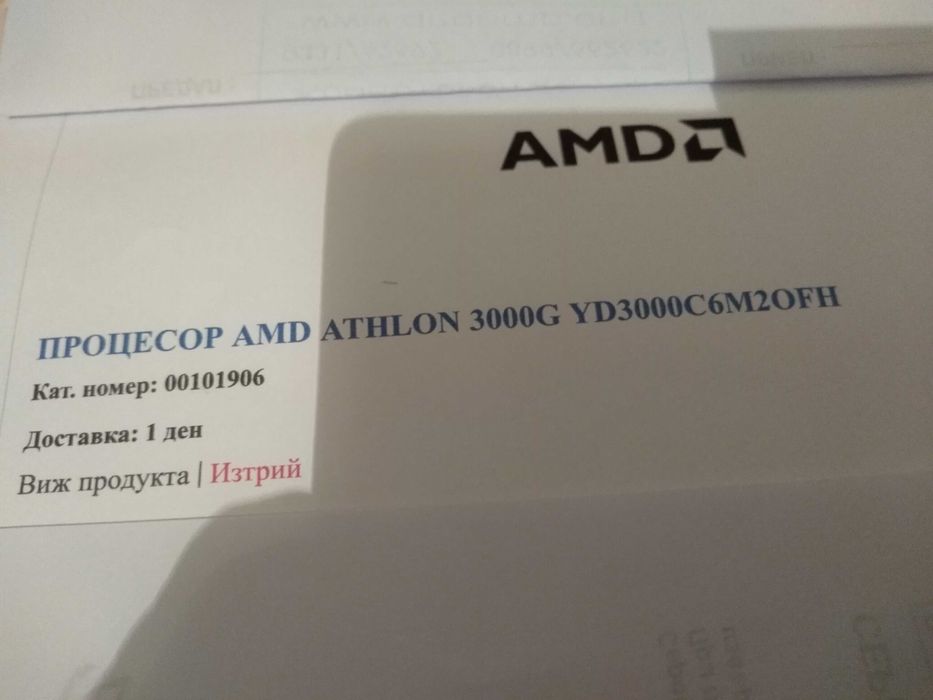 AMD
ПРОЦЕСОР AMD ATHLON 3000G YD3000C6M2OFH
Кат. номер: 00101906
Доставка: 1 ден
Виж продукта | Изтрий